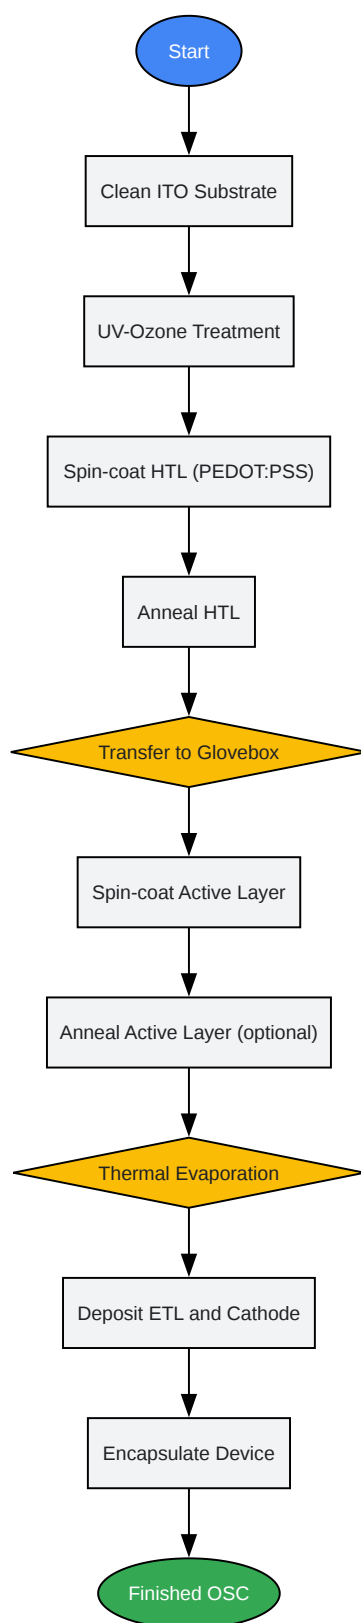 Start
Clean ITO Substrate
UV-Ozone Treatment
Spin-coat HTL (PEDOT:PSS)
Anneal HTL
Transfer to Glovebox
Spin-coat Active Layer
Anneal Active Layer (optional)
Thermal Evaporation
Deposit ETL and Cathode
Encapsulate Device
Finished OSC